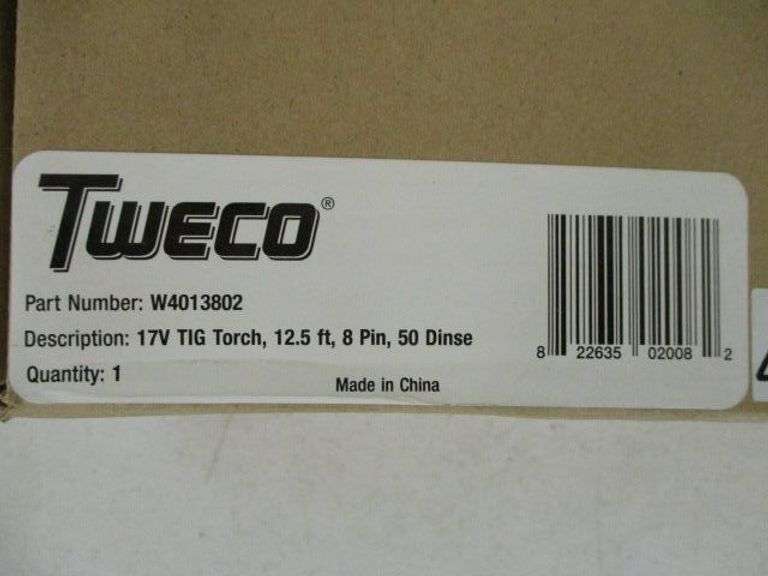 TWECO®
Part Number: W4013802
Description: 17V TIG Torch, 12.5 ft, 8 Pin, 50 Dinse
Quantity: 1
Made in China
8 22635 02008 2